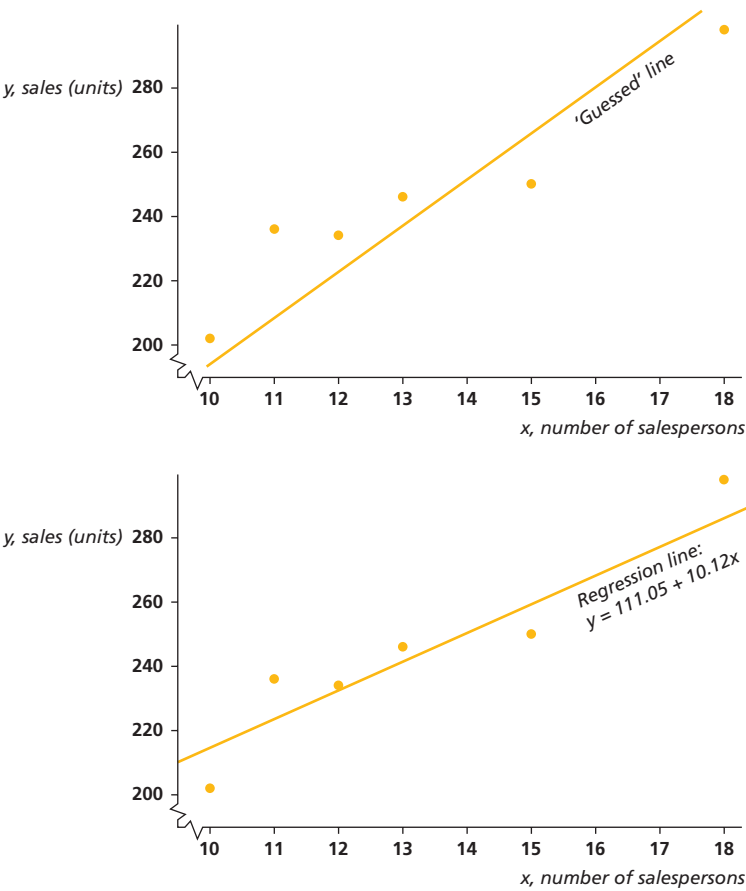 y, sales (units)
280
260
240
220
200
'Guessed' line
10 11 12 13 14 15 16 17 18
x, number of salespersons
y, sales (units)
280
260
240
220
200
Regression line:
y = 111.05 + 10.12x
10 11 12 13 14 15 16 17 18
x, number of salespersons